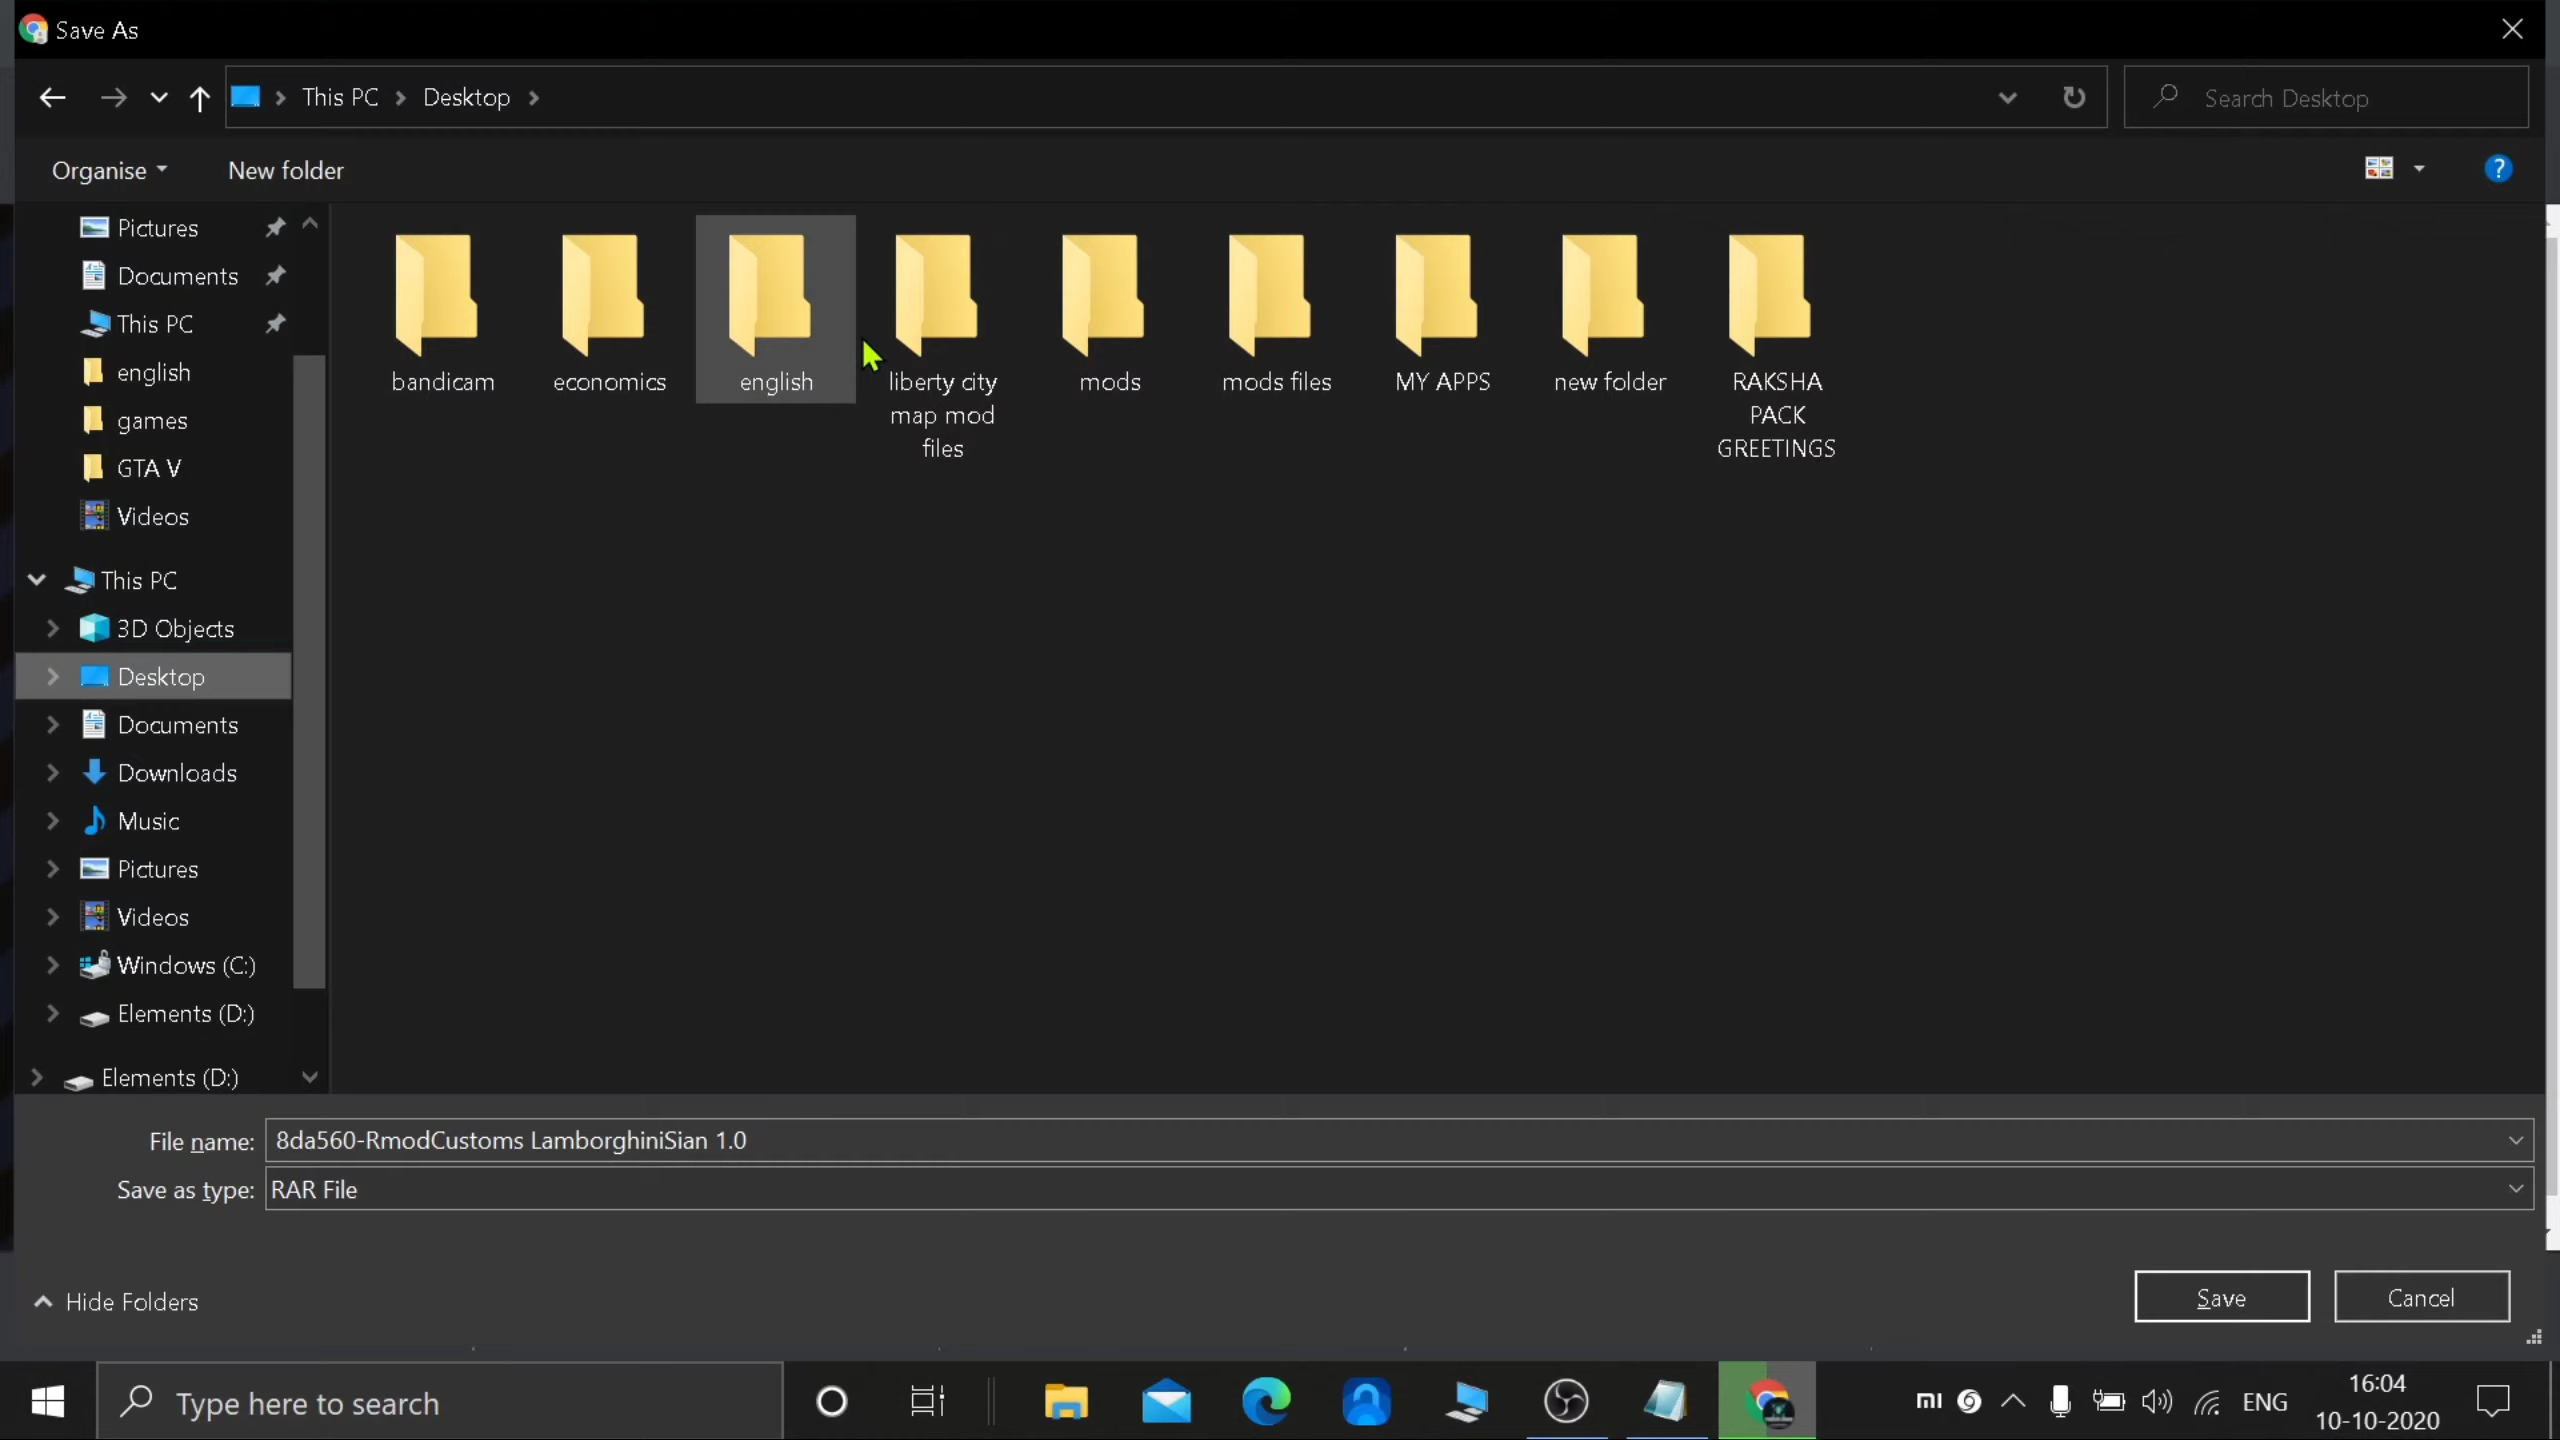 Save As
This PC
Desktop
Search Desktop
Organise
New folder
?
Pictures
Documents
This PC
english
games
GTA V
Videos
This PC
3D Objects
Desktop
Documents
Downloads
Music
Pictures
Videos
Windows (C:)
Elements (D:)
Elements (D:)
bandicam
economics
english
liberty city
map mod
files
mods
mods files
MY APPS
new folder
RAKSHA
PACK
GREETINGS
File name:
8da560-RmodCustoms LamborghiniSian 1.0
Save as type:
RAR File
Hide Folders
Save
Cancel
Type here to search
mi
ENG
16:04
10-10-2020